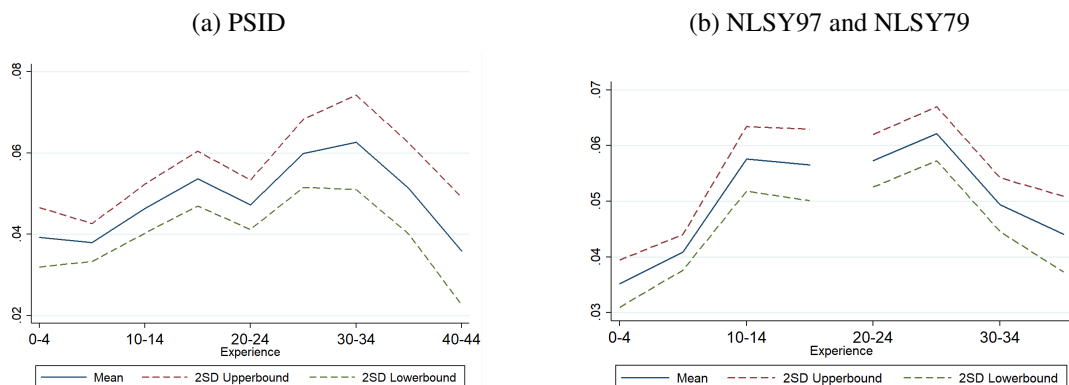 (a) PSID
.08
.06
.04
.02
0-4
10-14
20-24
30-34
40-44
Experience
Mean
2SD Upperbound
2SD Lowerbound
(b) NLSY97 and NLSY79
.07
.06
.05
.04
.03
0-4
10-14
20-24
30-34
Experience
Mean
2SD Upperbound
2SD Lowerbound